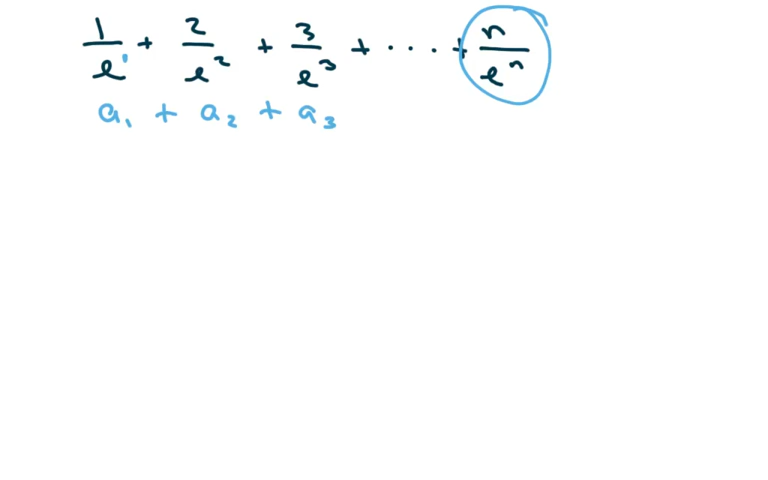 1/e¹ + 2/e² + 3/e³ + · · · · + n/eⁿ
a₁ + a₂ + a₃